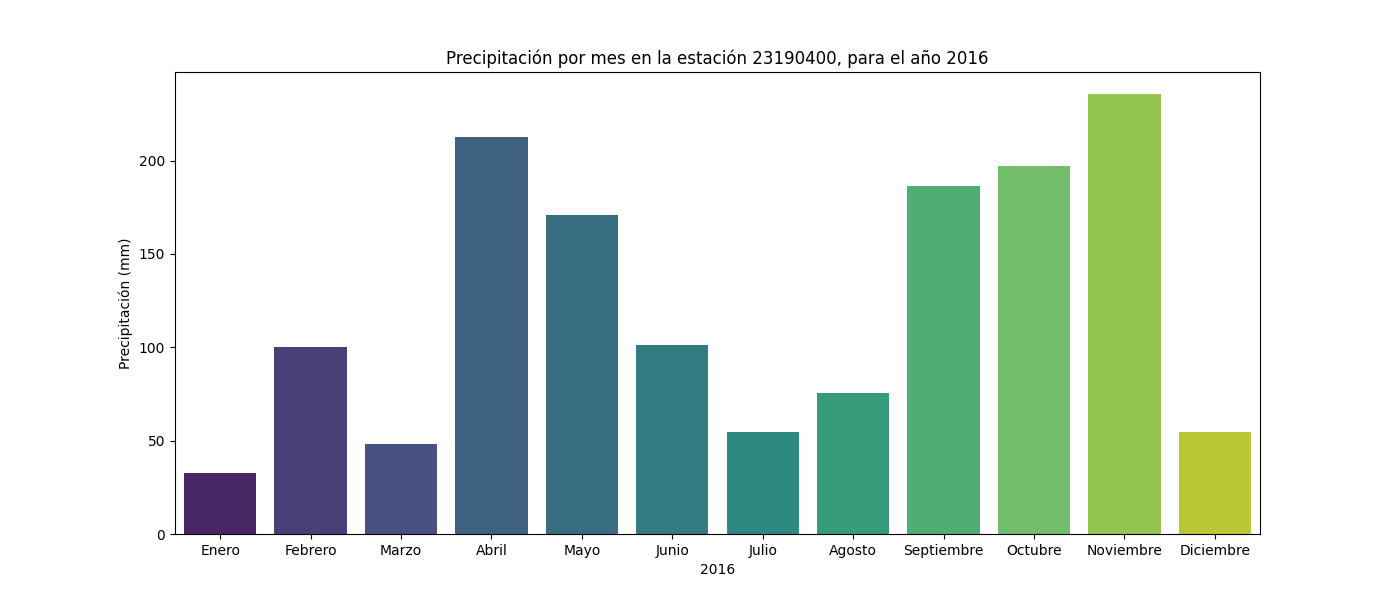 Precipitación por mes en la estación 23190400, para el año 2016
Precipitación (mm)
200
150
100
50
0
Enero Febrero Marzo Abril Mayo Junio Julio Agosto Septiembre Octubre Noviembre Diciembre
2016